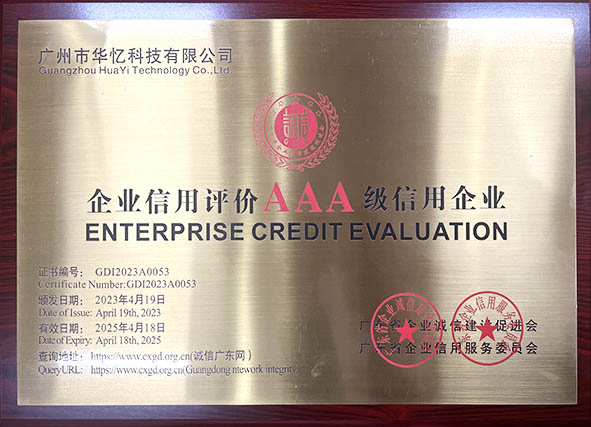 广州市华忆科技有限公司
Guangzhou HuaYi Technology Co.,Ltd
企业信用评价AAA级信用企业
ENTERPRISE CREDIT EVALUATION
证书编号： GDI2023A0053
Certificate Number:GDI2023A0053
颁发日期： 2023年4月19日
Date of Issue: April 19th, 2023
有效日期： 2025年4月18日
Date of Expiry: April 18th, 2025
查询地址： https://www.cxgd.org.cn(诚信广东网）
QueryURL: https://www.cxgd.org.cn(Guangdong ntework integrity)
广东省企业诚信建设促进会
广东省企业信用服务委员会